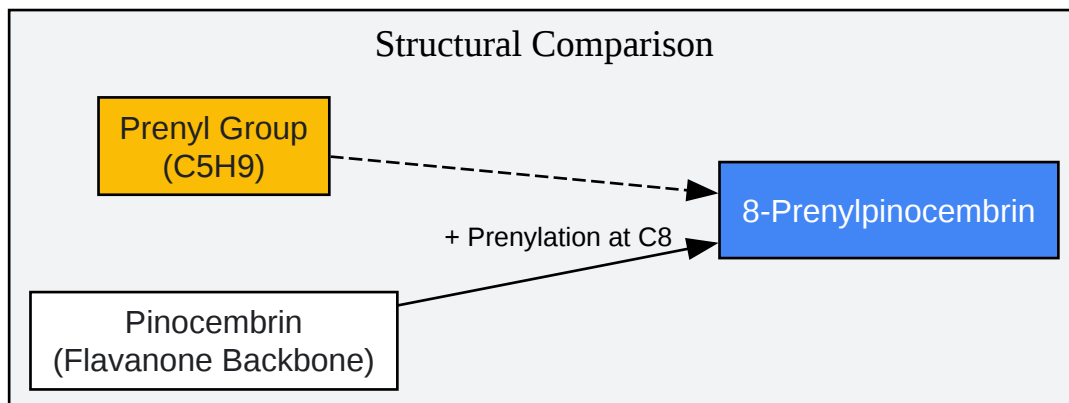 Structural Comparison
Prenyl Group
(C5H9)
8-Prenylpinocembrin
+ Prenylation at C8
Pinocembrin
(Flavanone Backbone)